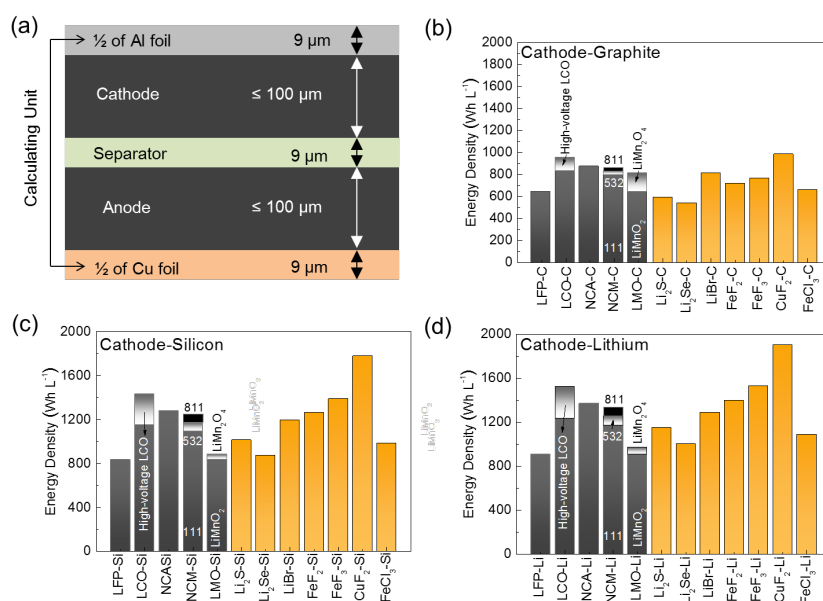 (a)
½ of Al foil 9 µm
Cathode ≤ 100 µm
Separator 9 µm
Anode ≤ 100 µm
½ of Cu foil 9 µm
Calculating Unit
(b)
Cathode-Graphite
Energy Density (Wh L⁻¹)
2000
1800
1600
1400
1200
1000
800
600
400
200
0
High-voltage LCO
811
532
111
LiMn₂O₄
LiMnO₂
LFP-C
LCO-C
NCA-C
NCM-C
LMO-C
Li₂S-C
Li₂Se-C
LiBr-C
FeF₂-C
FeF₃-C
CuF₂-C
FeCl₃-C
(c)
Cathode-Silicon
Energy Density (Wh L⁻¹)
2000
1600
1200
800
400
0
High-voltage LCO
811
532
111
LiMn₂O₄
LiMnO₂
LiMnO₂
LiMnO₂
LFP-Si
LCO-Si
NCASi
NCM-Si
LMO-Si
Li₂S-Si
Li₂Se-Si
LiBr-Si
FeF₂-Si
FeF₃-Si
CuF₂-Si
FeCl₃-Si
(d)
Cathode-Lithium
Energy Density (Wh L⁻¹)
2000
1600
1200
800
400
0
High-voltage LCO
811
532
111
LiMn₂O₄
LiMnO₂
LFP-Li
LCO-Li
NCA-Li
NCM-Li
LMO-Li
Li₂S-Li
Li₂Se-Li
LiBr-Li
FeF₂-Li
FeF₃-Li
CuF₂-Li
FeCl₃-Li